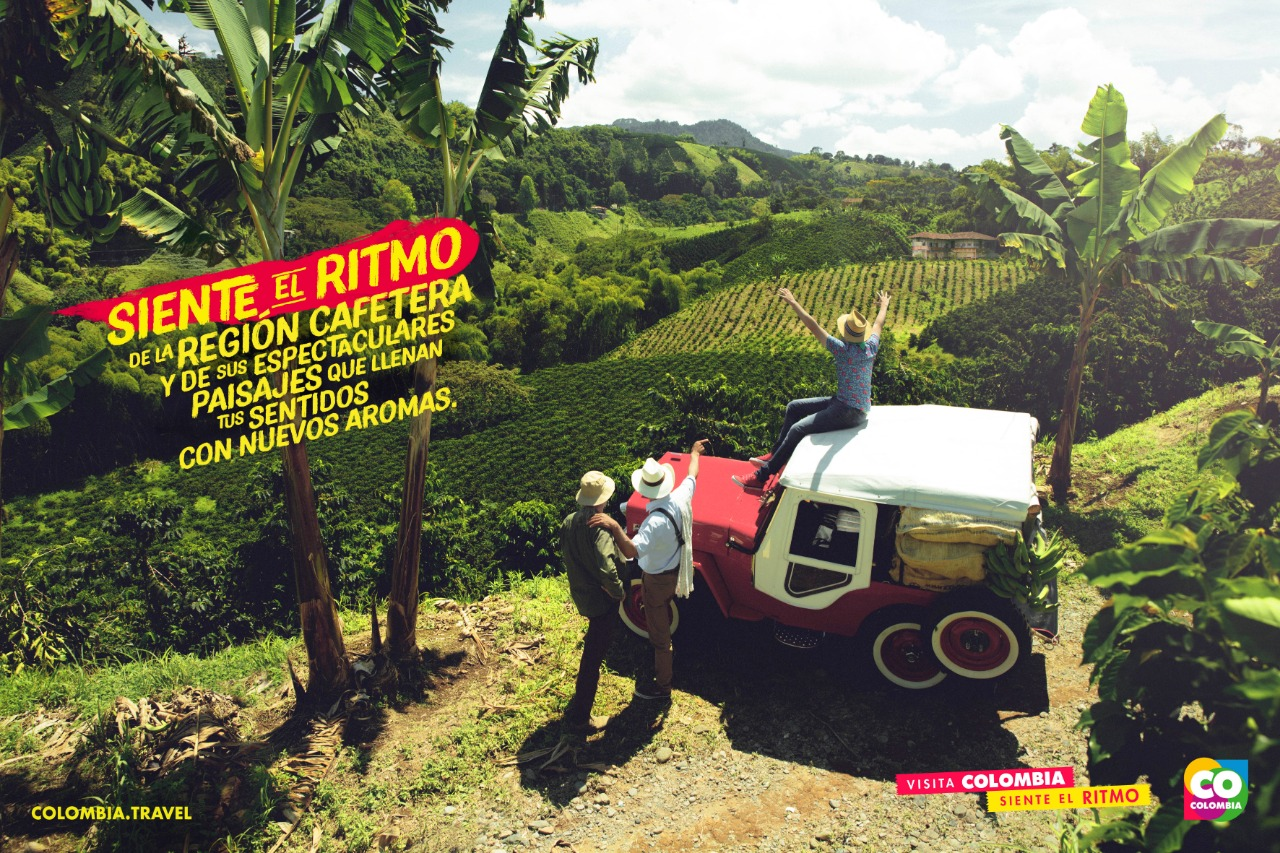 SIENTE EL RITMO
DE LA REGIÓN CAFETERA
Y DE SUS ESPECTACULARES
PAISAJES QUE LLENAN
TUS SENTIDOS
CON NUEVOS AROMAS.
COLOMBIA.TRAVEL
VISITA COLOMBIA
SIENTE EL RITMO
CO
COLOMBIA